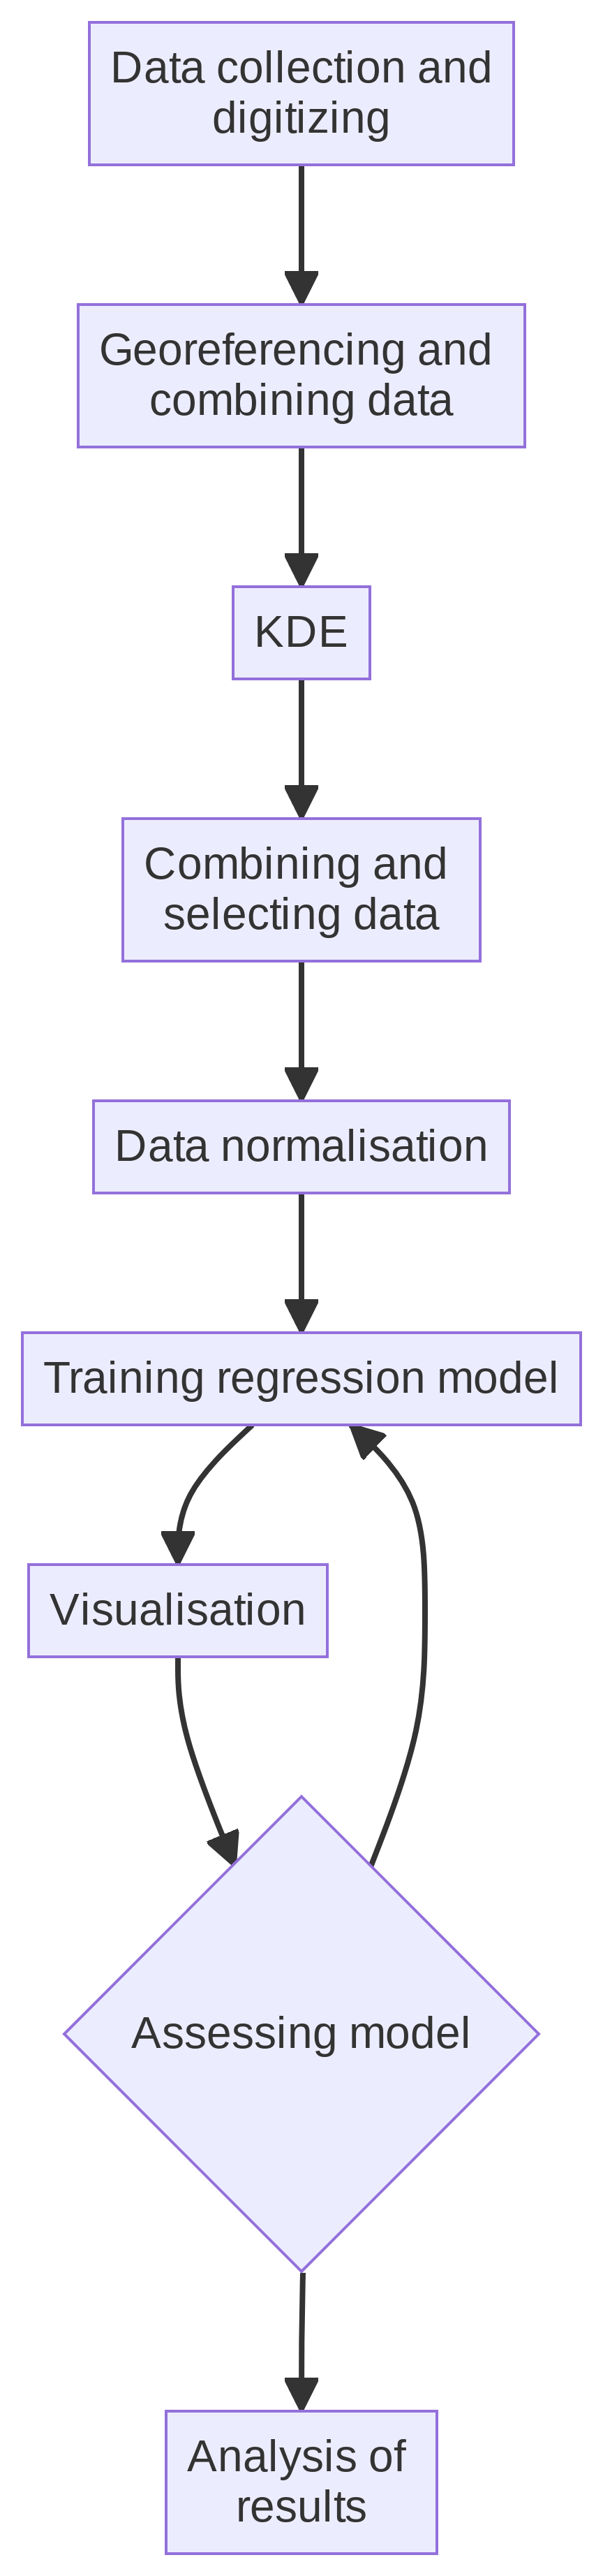 Data collection and
digitizing
Georeferencing and
combining data
KDE
Combining and
selecting data
Data normalisation
Training regression model
Visualisation
Assessing model
Analysis of
results